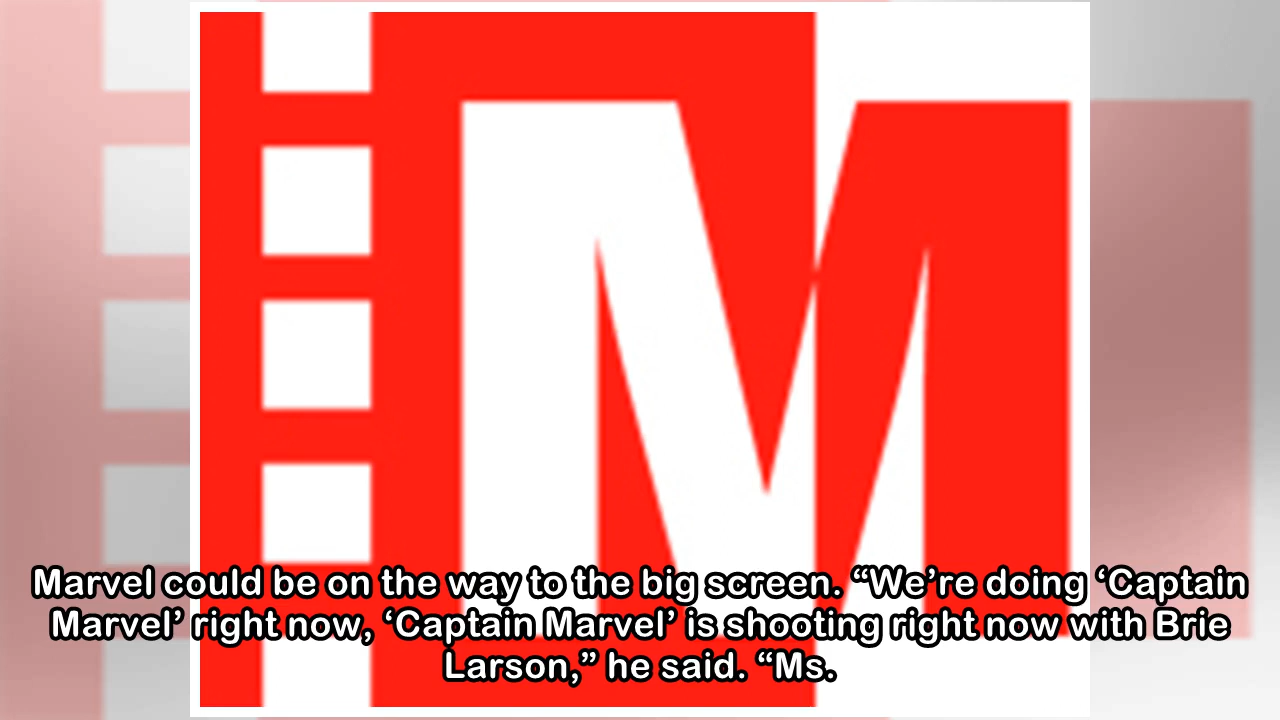 M
Marvel could be on the way to the big screen. “We’re doing ‘Captain
Marvel’ right now, ‘Captain Marvel’ is shooting right now with Brie
Larson,” he said. “Ms.